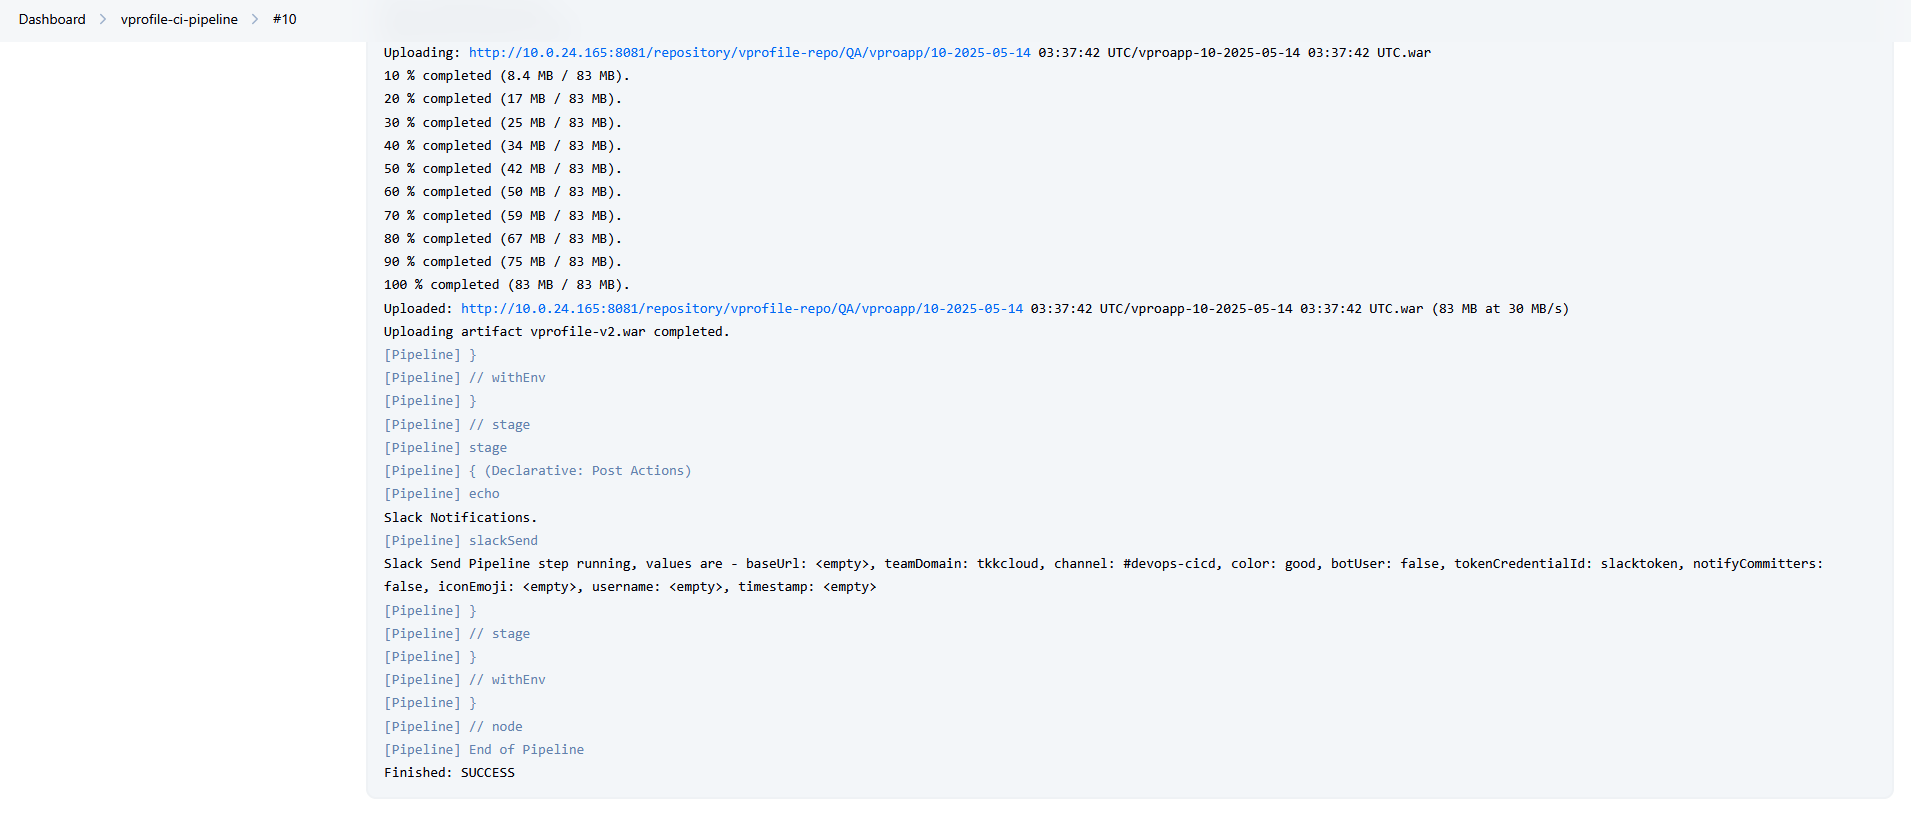 Dashboard > vprofile-ci-pipeline > #10
Uploading: http://10.0.24.165:8081/repository/vprofile-repo/QA/vproapp/10-2025-05-14 03:37:42 UTC/vproapp-10-2025-05-14 03:37:42 UTC.war
10 % completed (8.4 MB / 83 MB).
20 % completed (17 MB / 83 MB).
30 % completed (25 MB / 83 MB).
40 % completed (34 MB / 83 MB).
50 % completed (42 MB / 83 MB).
60 % completed (50 MB / 83 MB).
70 % completed (59 MB / 83 MB).
80 % completed (67 MB / 83 MB).
90 % completed (75 MB / 83 MB).
100 % completed (83 MB / 83 MB).
Uploaded: http://10.0.24.165:8081/repository/vprofile-repo/QA/vproapp/10-2025-05-14 03:37:42 UTC/vproapp-10-2025-05-14 03:37:42 UTC.war (83 MB at 30 MB/s)
Uploading artifact vprofile-v2.war completed.
[Pipeline] }
[Pipeline] // withEnv
[Pipeline] }
[Pipeline] // stage
[Pipeline] stage
[Pipeline] { (Declarative: Post Actions)
[Pipeline] echo
Slack Notifications.
[Pipeline] slackSend
Slack Send Pipeline step running, values are - baseUrl: <empty>, teamDomain: tkkcloud, channel: #devops-cicd, color: good, botUser: false, tokenCredentialId: slacktoken, notifyCommitters:
false, iconEmoji: <empty>, username: <empty>, timestamp: <empty>
[Pipeline] }
[Pipeline] // stage
[Pipeline] }
[Pipeline] // withEnv
[Pipeline] }
[Pipeline] // node
[Pipeline] End of Pipeline
Finished: SUCCESS